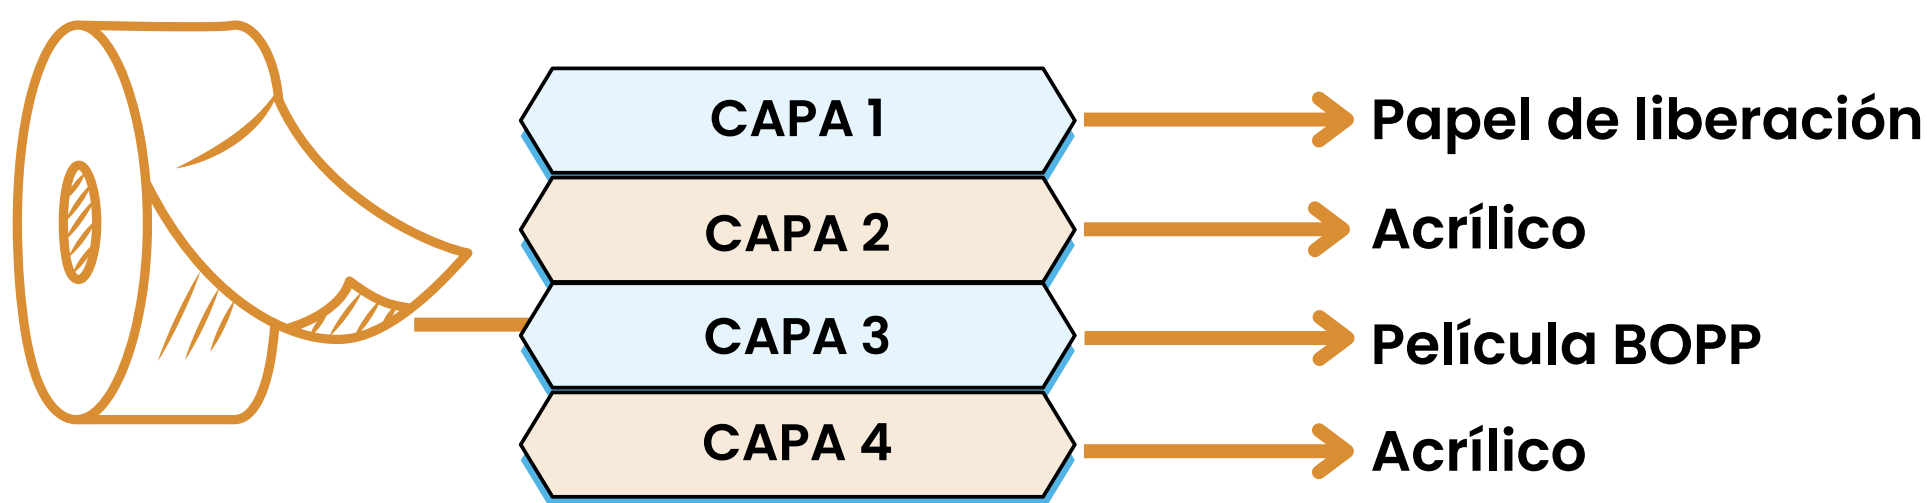 CAPA 1
Papel de liberación
CAPA 2
Acrílico
CAPA 3
Película BOPP
CAPA 4
Acrílico